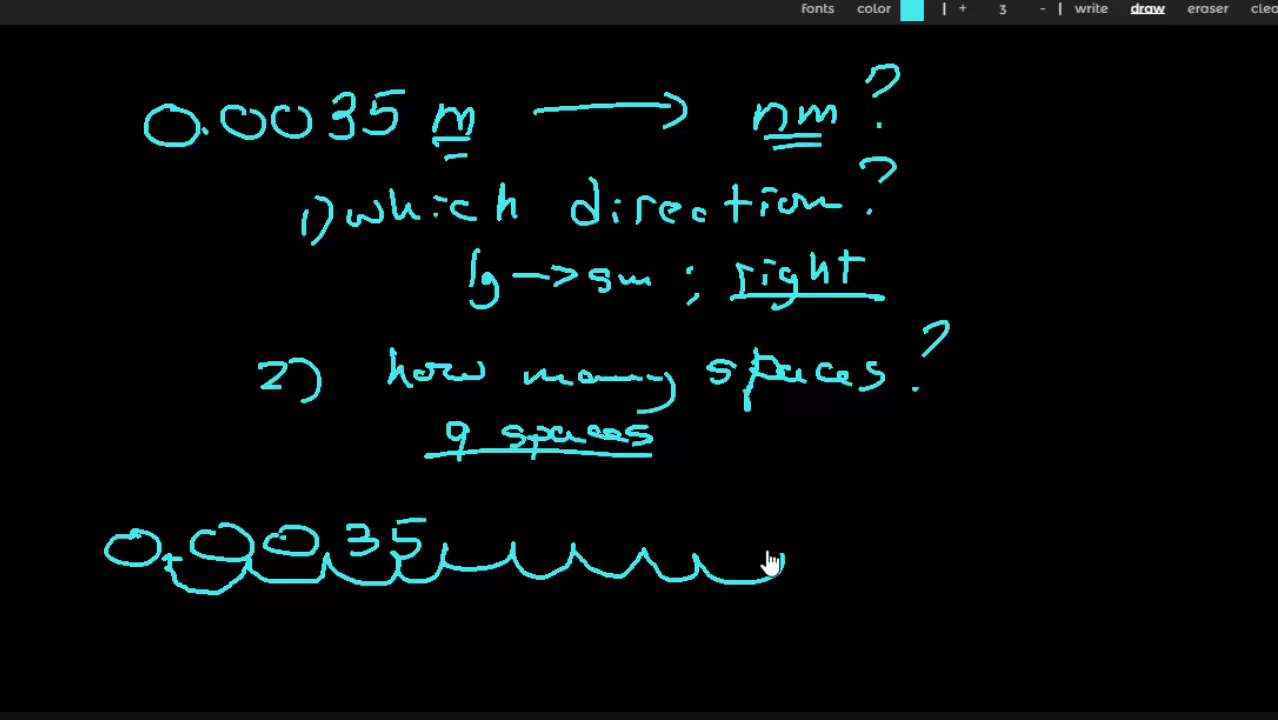 fonts color | + 3 - | write draw eraser clea
0.0035 m → nm?
1) which direction?
lg → sm ; right
2) how many spaces?
9 spaces
0.0035